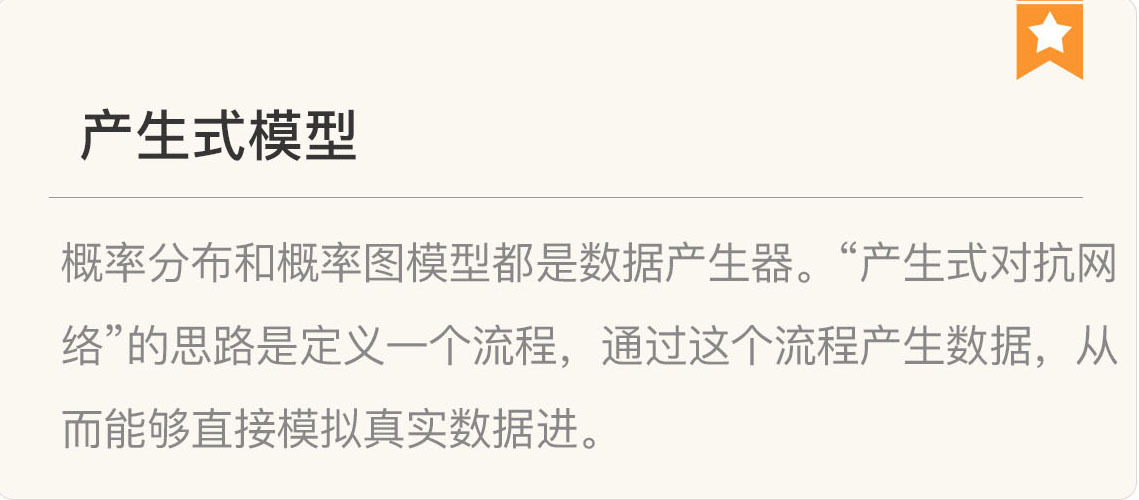 产生式模型
概率分布和概率图模型都是数据产生器。“产生式对抗网
络”的思路是定义一个流程，通过这个流程产生数据，从
而能够直接模拟真实数据进。